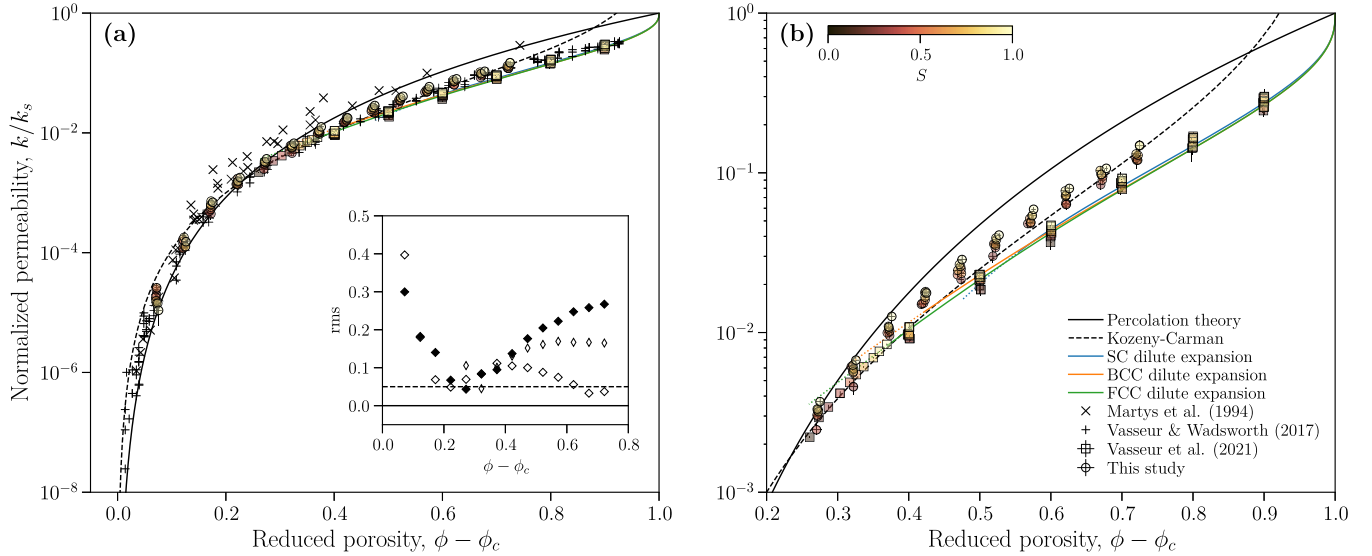 (a)
10⁰
10⁻²
10⁻⁴
10⁻⁶
10⁻⁸
Normalized permeability, k/kₛ
0.0 0.2 0.4 0.6 0.8 1.0
Reduced porosity, ϕ − ϕ_c
0.5
0.4
0.3
0.2
0.1
0.0
rms
0.0 0.2 0.4 0.6 0.8
ϕ − ϕ_c
(b)
0.0 0.5 1.0
S
10⁰
10⁻¹
10⁻²
10⁻³
Percolation theory
Kozeny-Carman
SC dilute expansion
BCC dilute expansion
FCC dilute expansion
Martys et al. (1994)
Vasseur & Wadsworth (2017)
Vasseur et al. (2021)
This study
0.2 0.3 0.4 0.5 0.6 0.7 0.8 0.9 1.0
Reduced porosity, ϕ − ϕ_c